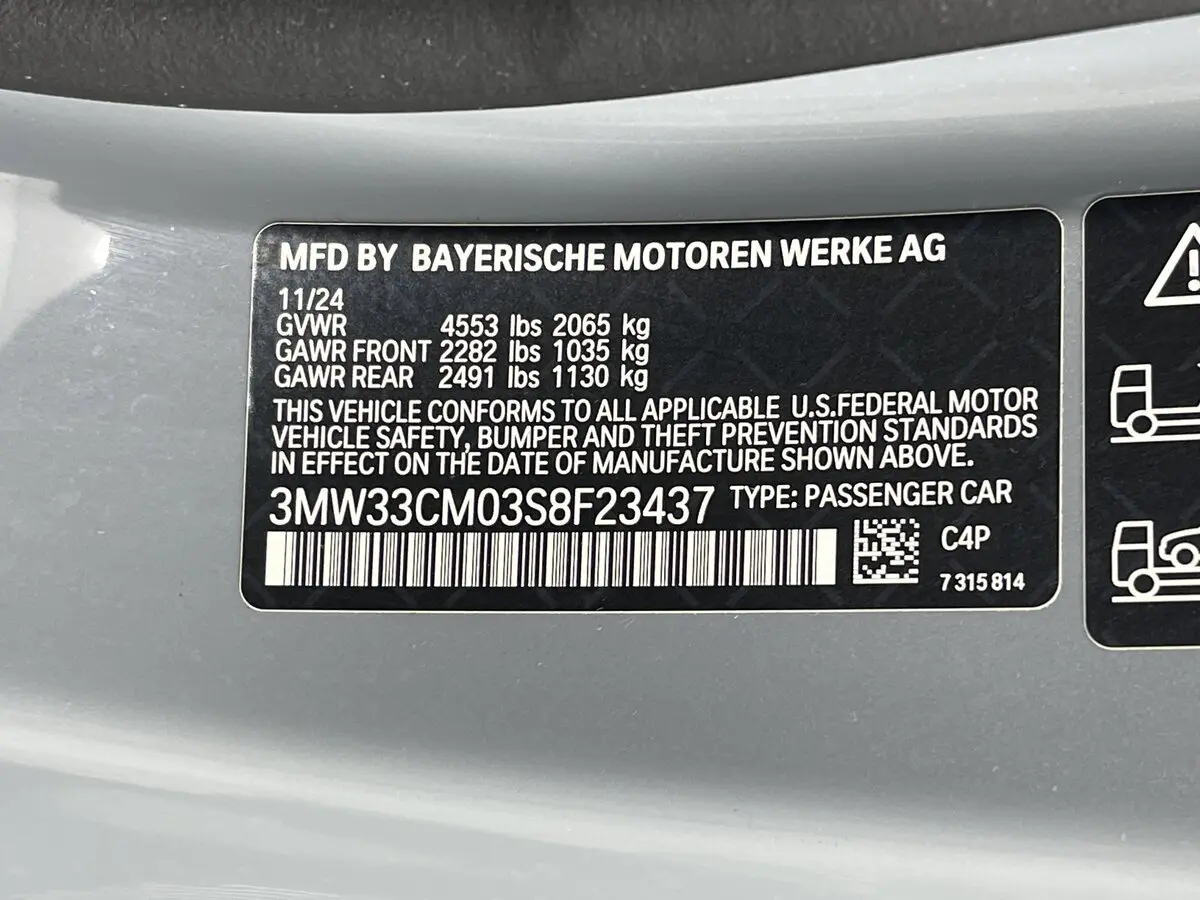 MFD BY BAYERISCHE MOTOREN WERKE AG
11/24
GVWR 4553 lbs 2065 kg
GAWR FRONT 2282 lbs 1035 kg
GAWR REAR 2491 lbs 1130 kg
THIS VEHICLE CONFORMS TO ALL APPLICABLE U.S.FEDERAL MOTOR
VEHICLE SAFETY, BUMPER AND THEFT PREVENTION STANDARDS
IN EFFECT ON THE DATE OF MANUFACTURE SHOWN ABOVE.
3MW33CM03S8F23437 TYPE: PASSENGER CAR
C4P
7 315 814